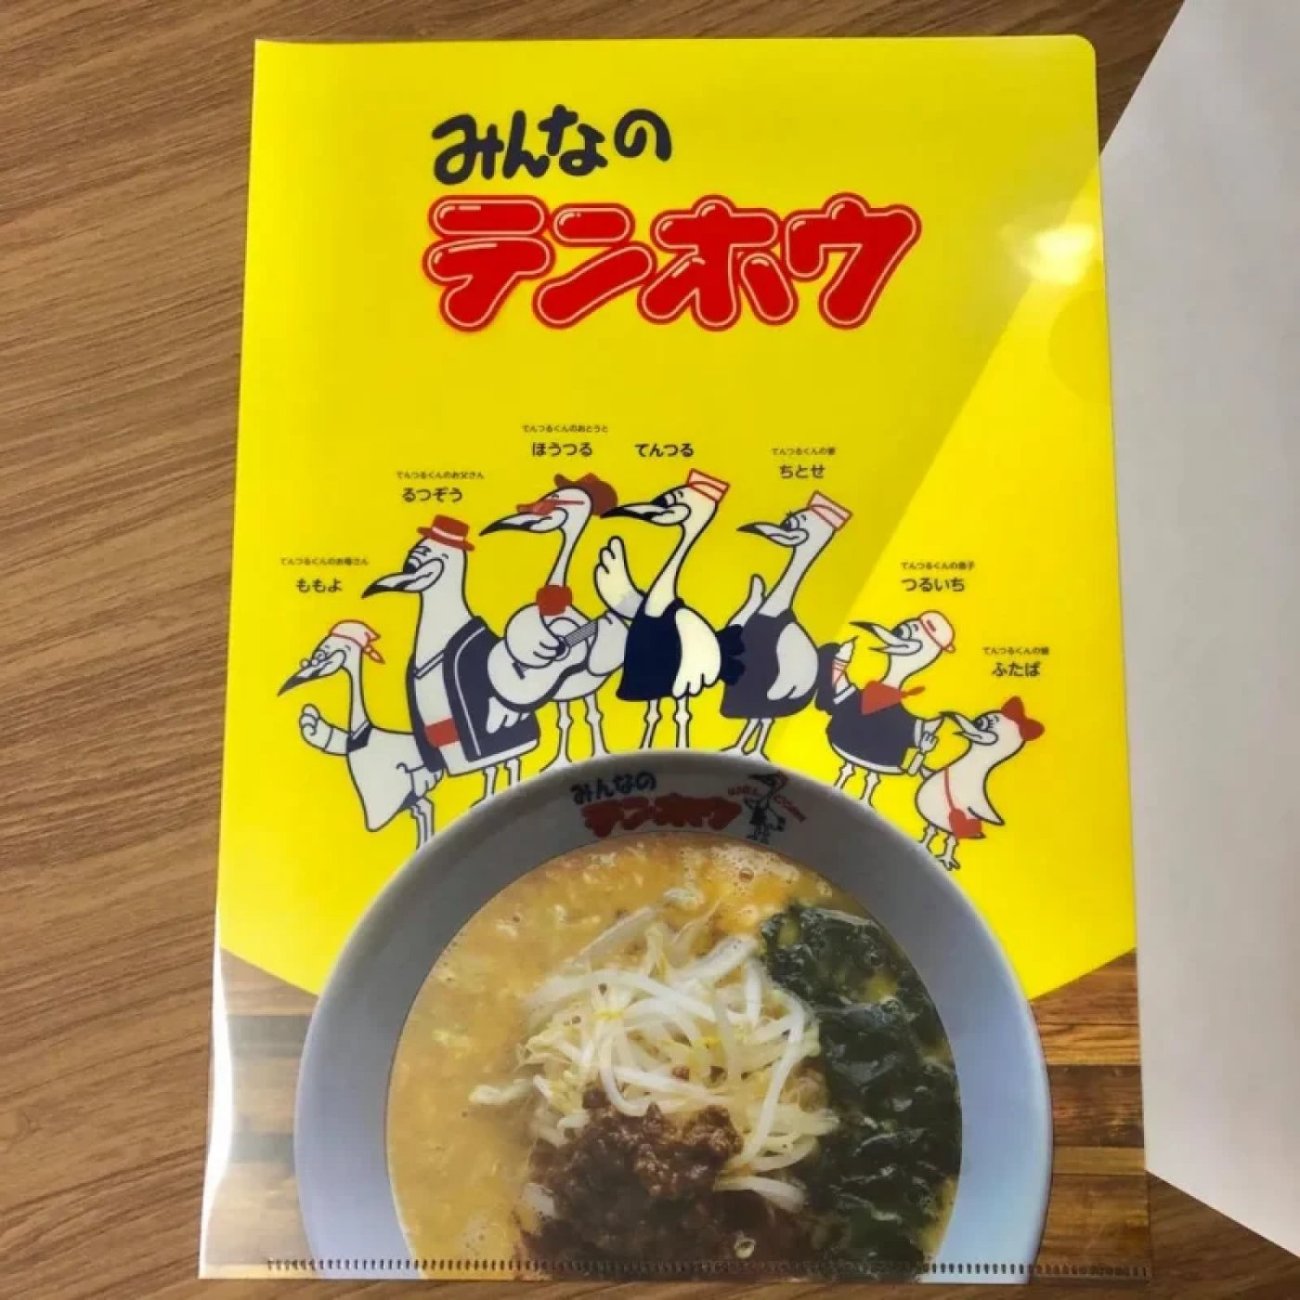 みんなの
テンホウ
てんつるくんのおとうと
ほうつる
てんつる
てんつるくんの嫁
ちとせ
てんつるくんのお父さん
るつぞう
てんつるくんのお母さん
ももよ
てんつるくんの息子
つるいち
てんつるくんの娘
ふたば
みんなの
テンホウ